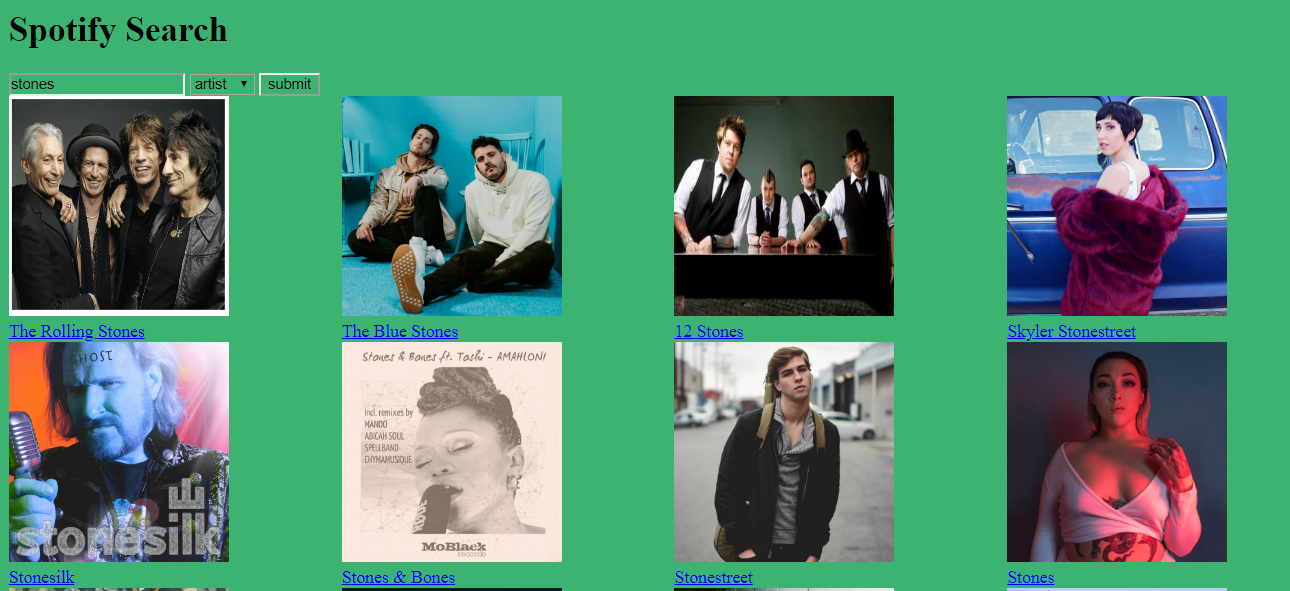 Spotify Search
stones artist submit
The Rolling Stones
The Blue Stones
12 Stones
Skyler Stonestreet
GHOST
stonesilk
Stones & Bones ft. Toshi - AMAHLONI
Incl. remixes by
MANOO
ABICAH SOUL
SPELLBAND
CHYMAMUSIQUE
MoBlack
records
Stonesilk
Stones & Bones
Stonestreet
Stones